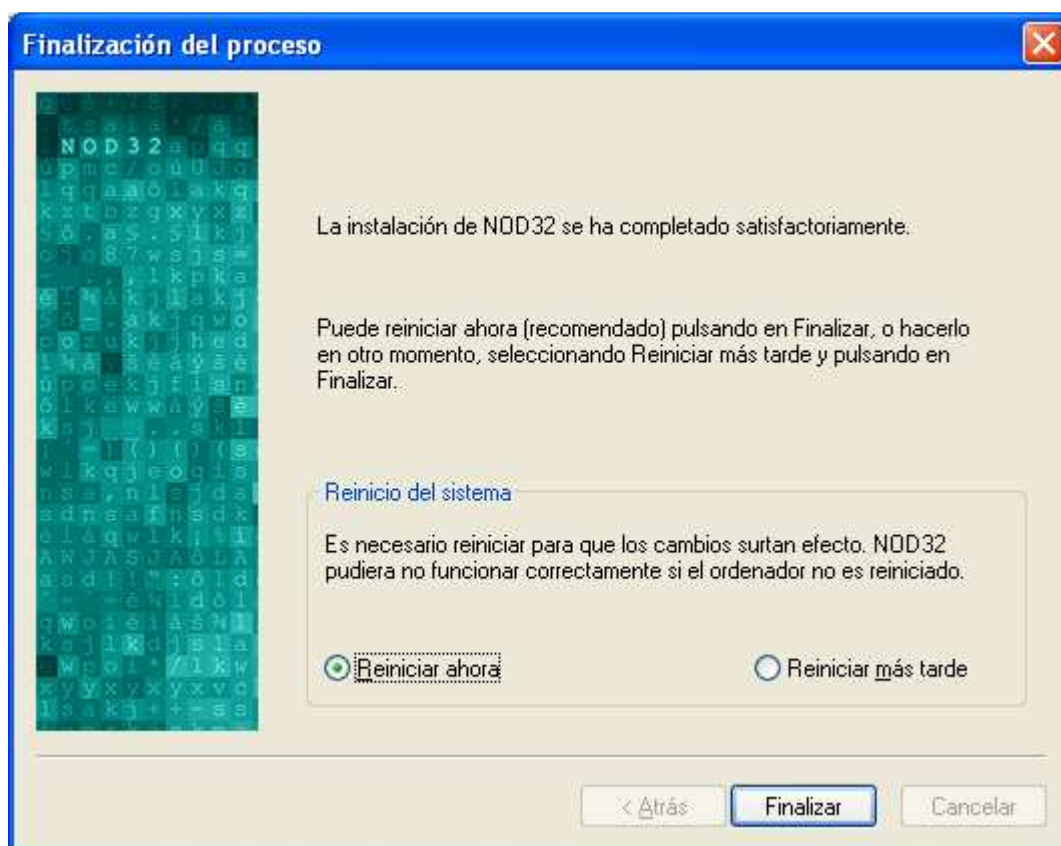 Finalización del proceso
NOD32
La instalación de NOD32 se ha completado satisfactoriamente.
Puede reiniciar ahora (recomendado) pulsando en Finalizar, o hacerlo
en otro momento, seleccionando Reiniciar más tarde y pulsando en
Finalizar.
Reinicio del sistema
Es necesario reiniciar para que los cambios surtan efecto. NOD32
pudiera no funcionar correctamente si el ordenador no es reiniciado.
Reiniciar ahora
Reiniciar más tarde
< Atrás
Finalizar
Cancelar